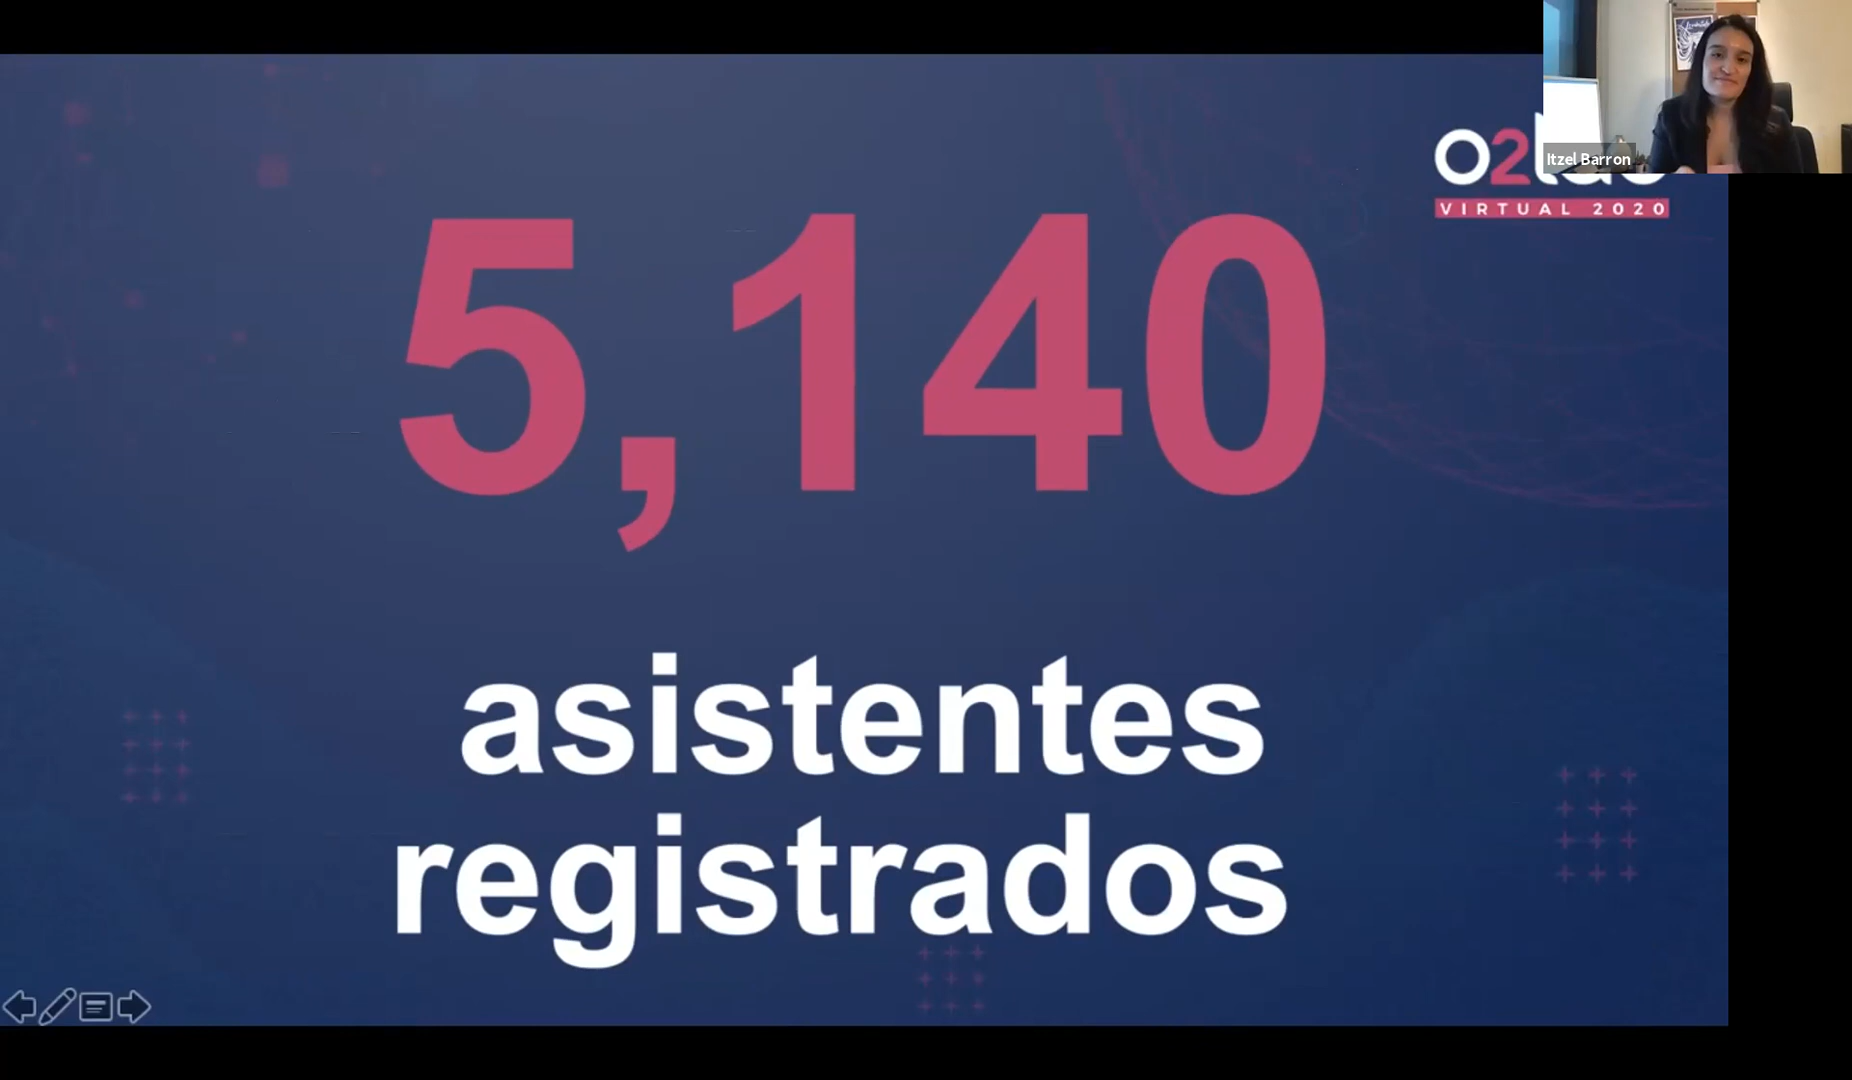 Itzel Barron
VIRTUAL 2020
5,140
asistentes
registrados